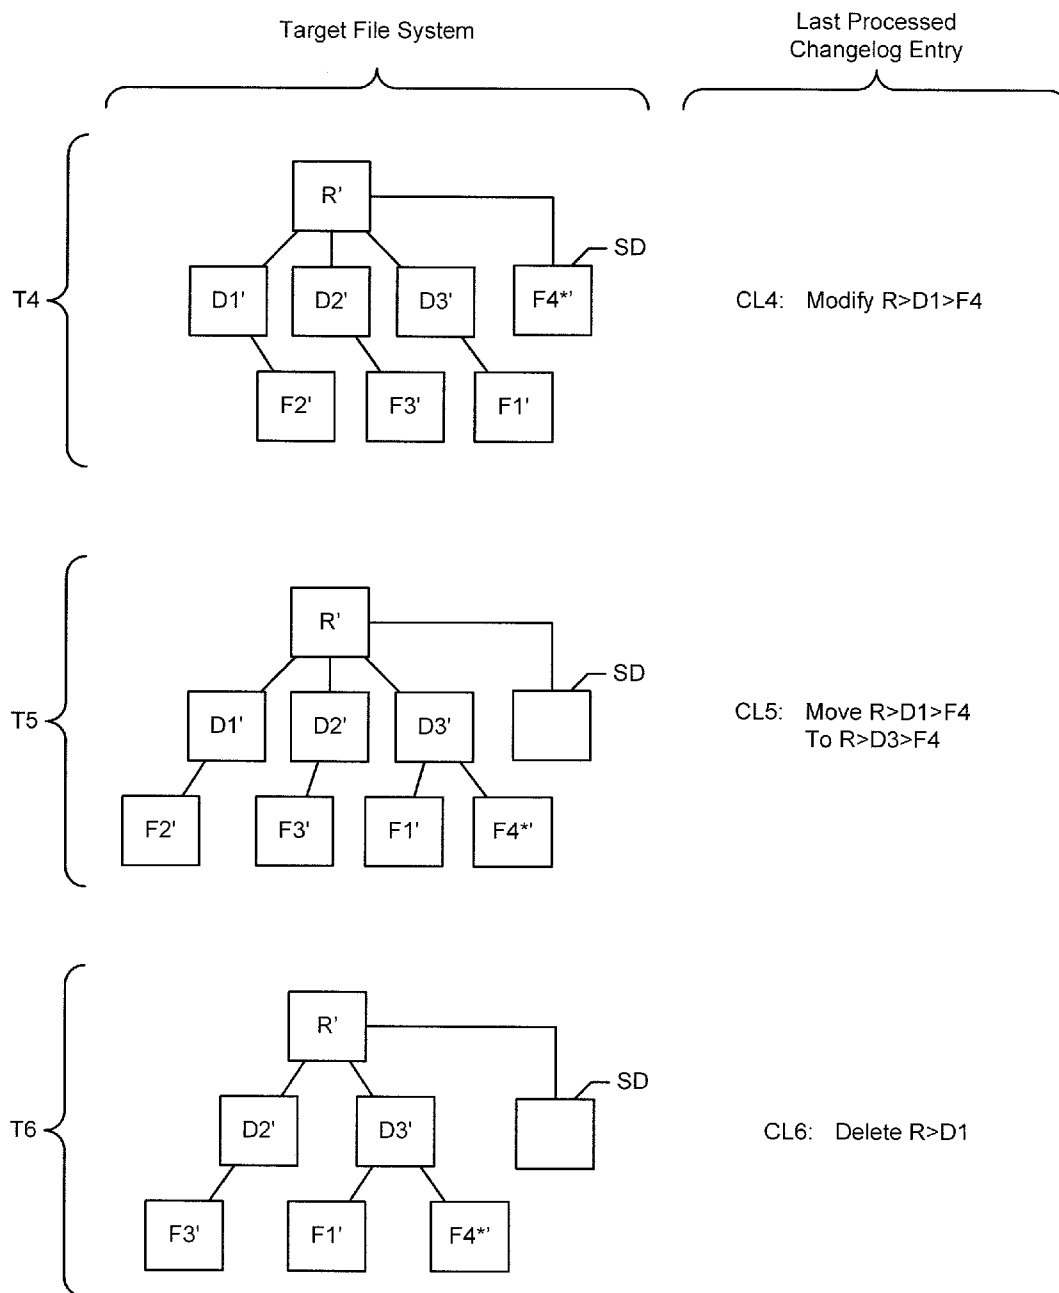 Target File System
Last Processed
Changelog Entry
T4
R’
SD
D1'
D2'
D3'
F4*’
CL4: Modify R>D1>F4
F2'
F3'
F1'
T5
R’
SD
D1'
D2'
D3'
CL5: Move R>D1>F4
To R>D3>F4
F2'
F3'
F1'
F4*’
T6
R’
SD
D2'
D3'
CL6: Delete R>D1
F3'
F1'
F4*’